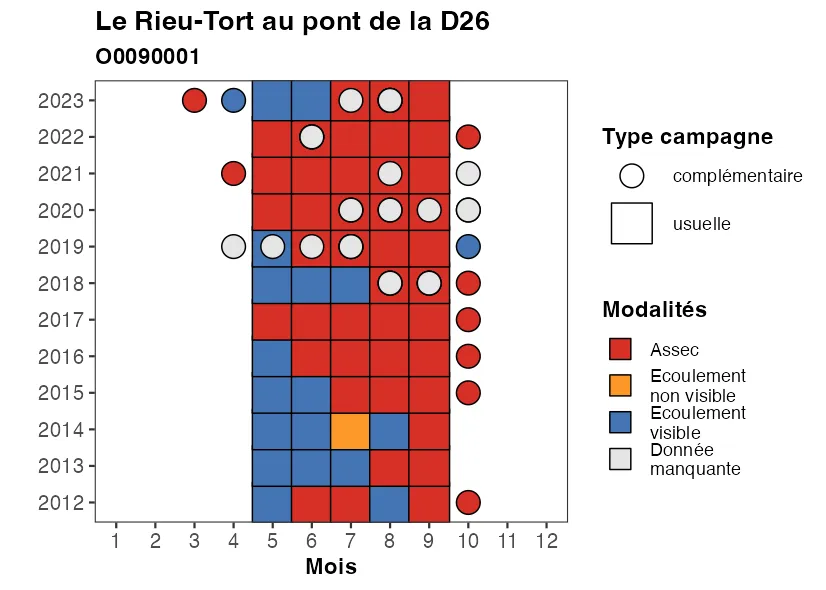 Le Rieu-Tort au pont de la D26
O0090001
2023
2022
2021
2020
2019
2018
2017
2016
2015
2014
2013
2012
1 2 3 4 5 6 7 8 9 10 11 12
Mois
Type campagne
complémentaire
usuelle
Modalités
Assec
Ecoulement
non visible
Ecoulement
visible
Donnée
manquante